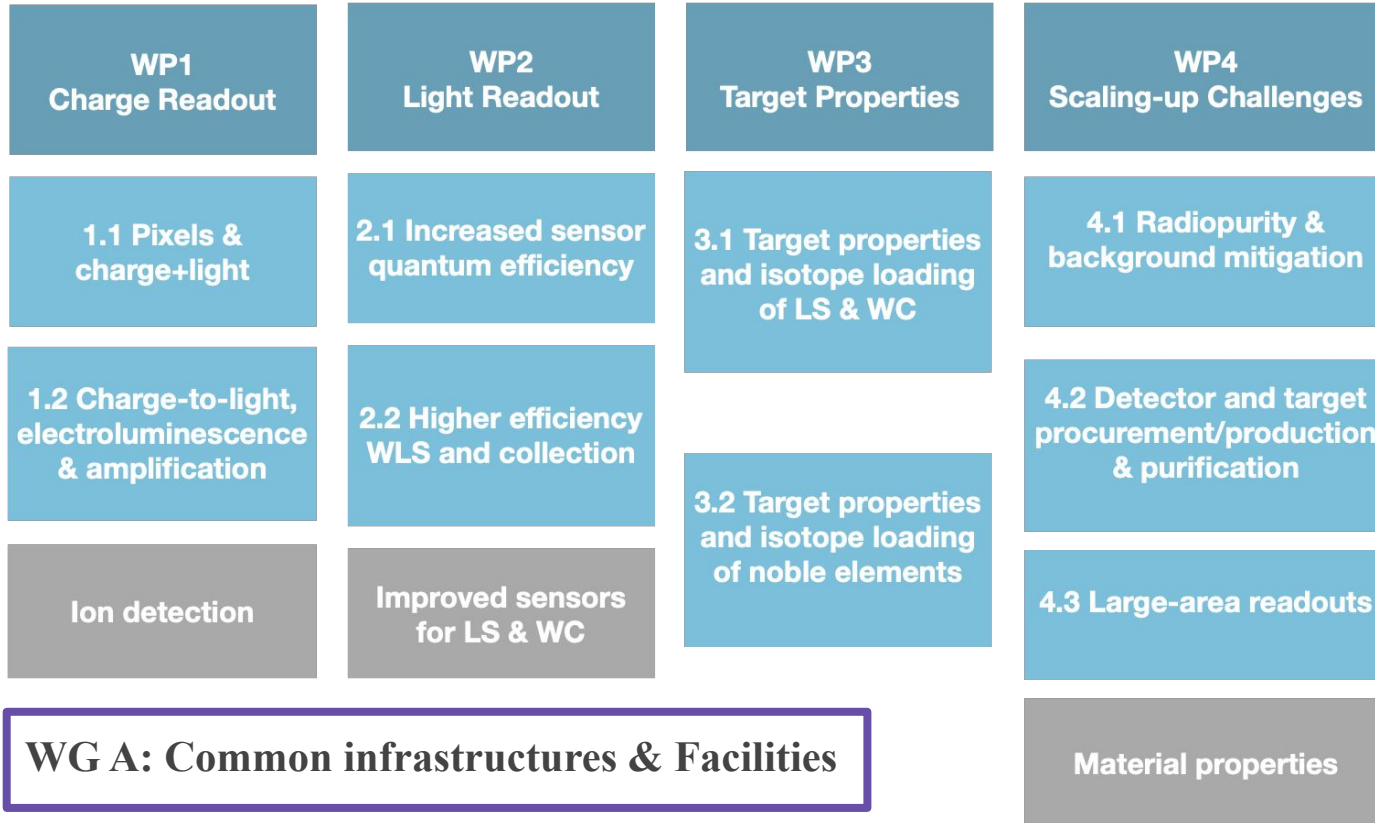 WP1
Charge Readout
1.1 Pixels &
charge+light
1.2 Charge-to-light,
electroluminescence
& amplification
Ion detection
WP2
Light Readout
2.1 Increased sensor
quantum efficiency
2.2 Higher efficiency
WLS and collection
Improved sensors
for LS & WC
WP3
Target Properties
3.1 Target properties
and isotope loading
of LS & WC
3.2 Target properties
and isotope loading
of noble elements
WP4
Scaling-up Challenges
4.1 Radiopurity &
background mitigation
4.2 Detector and target
procurement/production
& purification
4.3 Large-area readouts
Material properties
WG A: Common infrastructures & Facilities